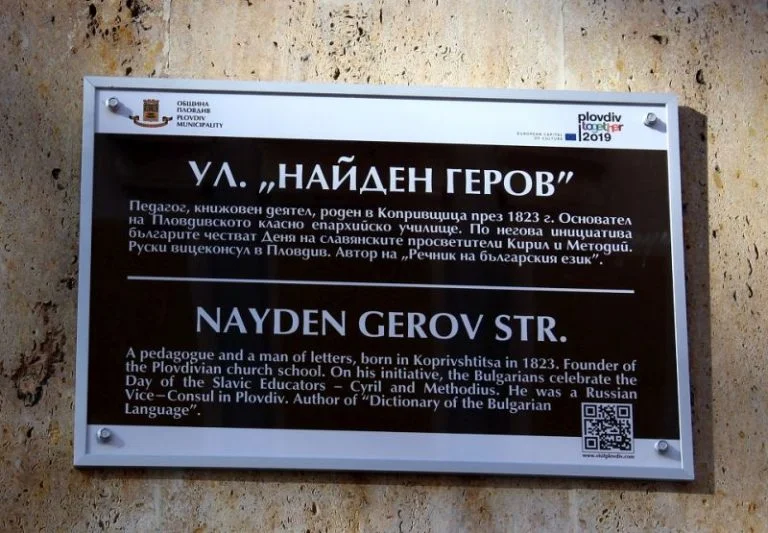 ОБЩИНА
ПЛОВДИВ
PLOVDIV
MUNICIPALITY
EUROPEAN CAPITAL
OF CULTURE
plovdiv
together
2019
УЛ. „НАЙДЕН ГЕРОВ”
Педагог, книжовен деятел, роден в Копривщица през 1823 г. Основател
на Пловдивското класно епархийско училище. По негова инициатива
българите честват Деня на славянските просветители Кирил и Методий.
Руски вицеконсул в Пловдив. Автор на „Речник на българския език”.
NAYDEN GEROV STR.
A pedagogue and a man of letters, born in Koprivshtitsa in 1823. Founder of
the Plovdivian church school. On his initiative, the Bulgarians celebrate the
Day of the Slavic Educators – Cyril and Methodius. He was a Russian
Vice—Consul in Plovdiv. Author of “Dictionary of the Bulgarian
Language”.
www.visitplovdiv.com